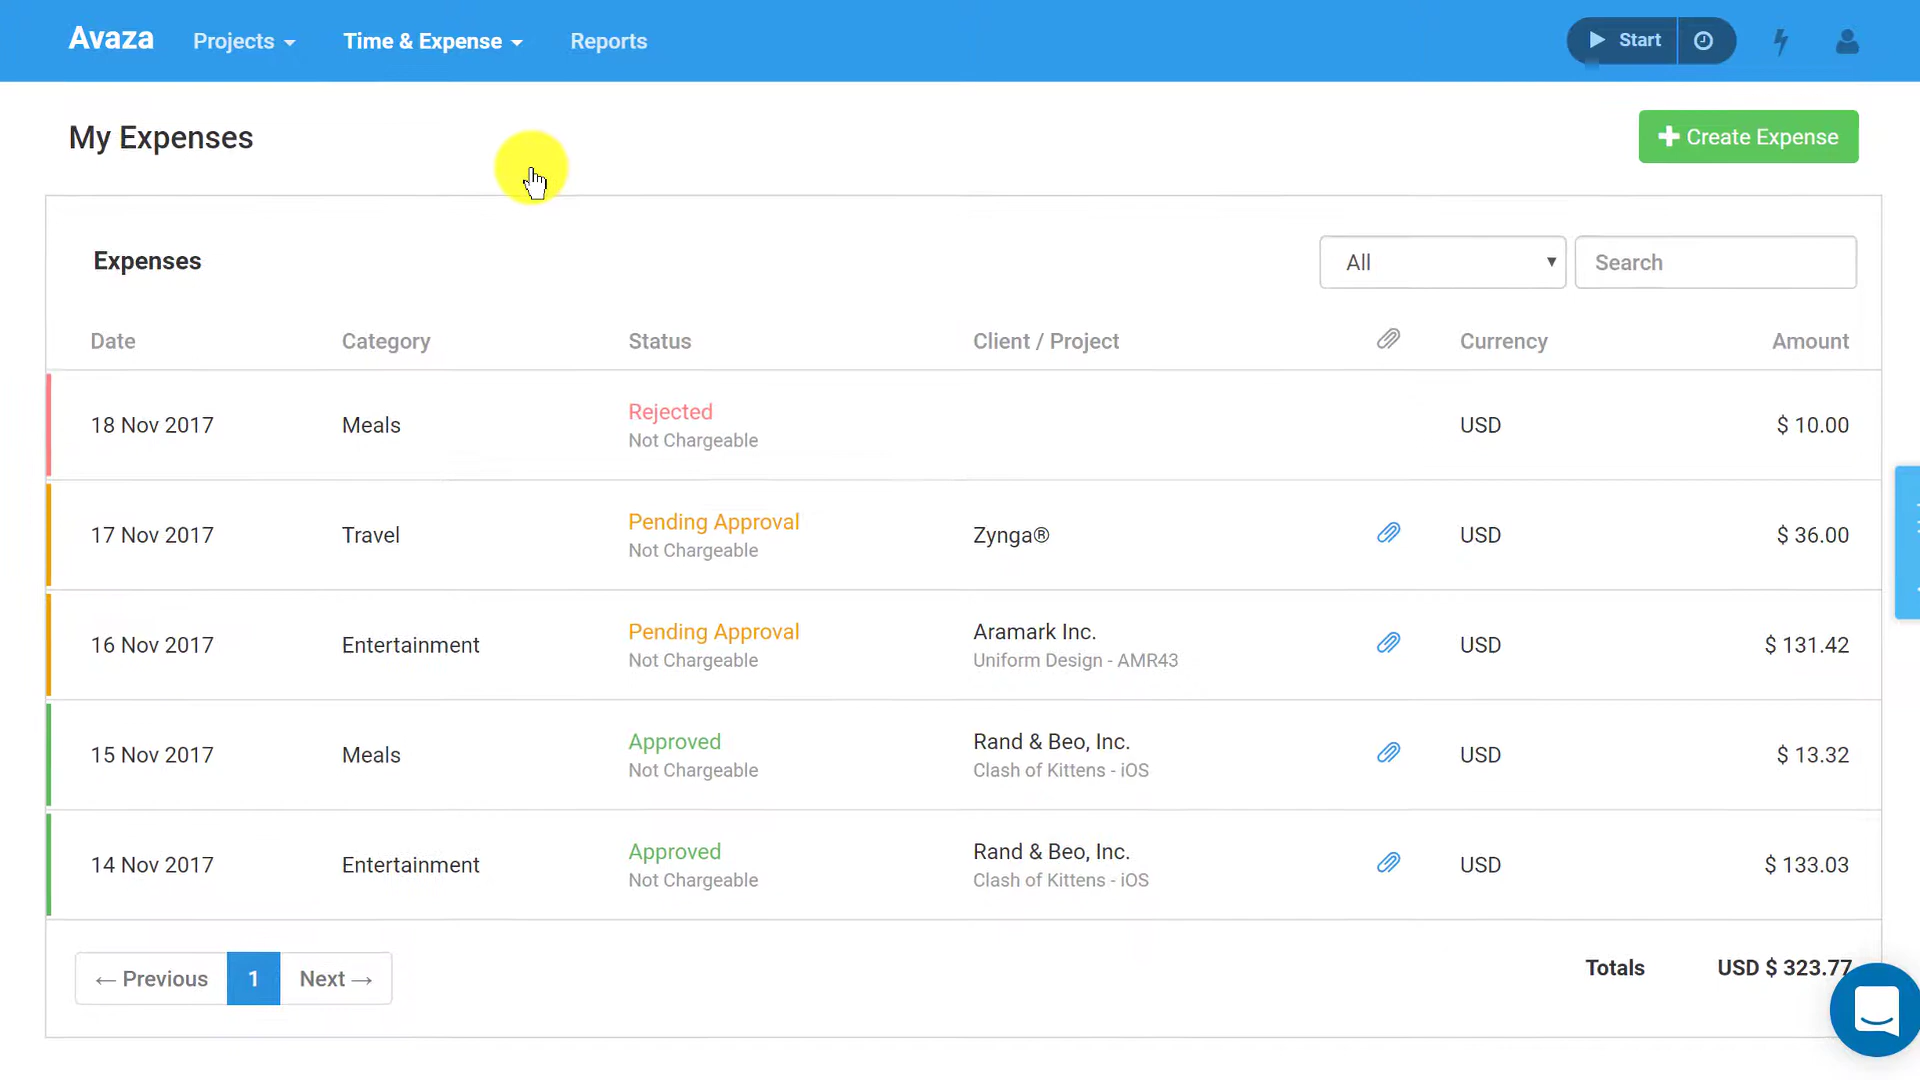 Avaza
Projects
Time & Expense
Reports
Start
My Expenses
Create Expense
Expenses
All
Search
Date Category Status Client / Project Currency Amount
18 Nov 2017 Meals Rejected USD $ 10.00
Not Chargeable
17 Nov 2017 Travel Pending Approval Zynga® USD $ 36.00
Not Chargeable
16 Nov 2017 Entertainment Pending Approval Aramark Inc. USD $ 131.42
Not Chargeable Uniform Design - AMR43
15 Nov 2017 Meals Approved Rand & Beo, Inc. USD $ 13.32
Not Chargeable Clash of Kittens - iOS
14 Nov 2017 Entertainment Approved Rand & Beo, Inc. USD $ 133.03
Not Chargeable Clash of Kittens - iOS
← Previous 1 Next →
Totals USD $ 323.77